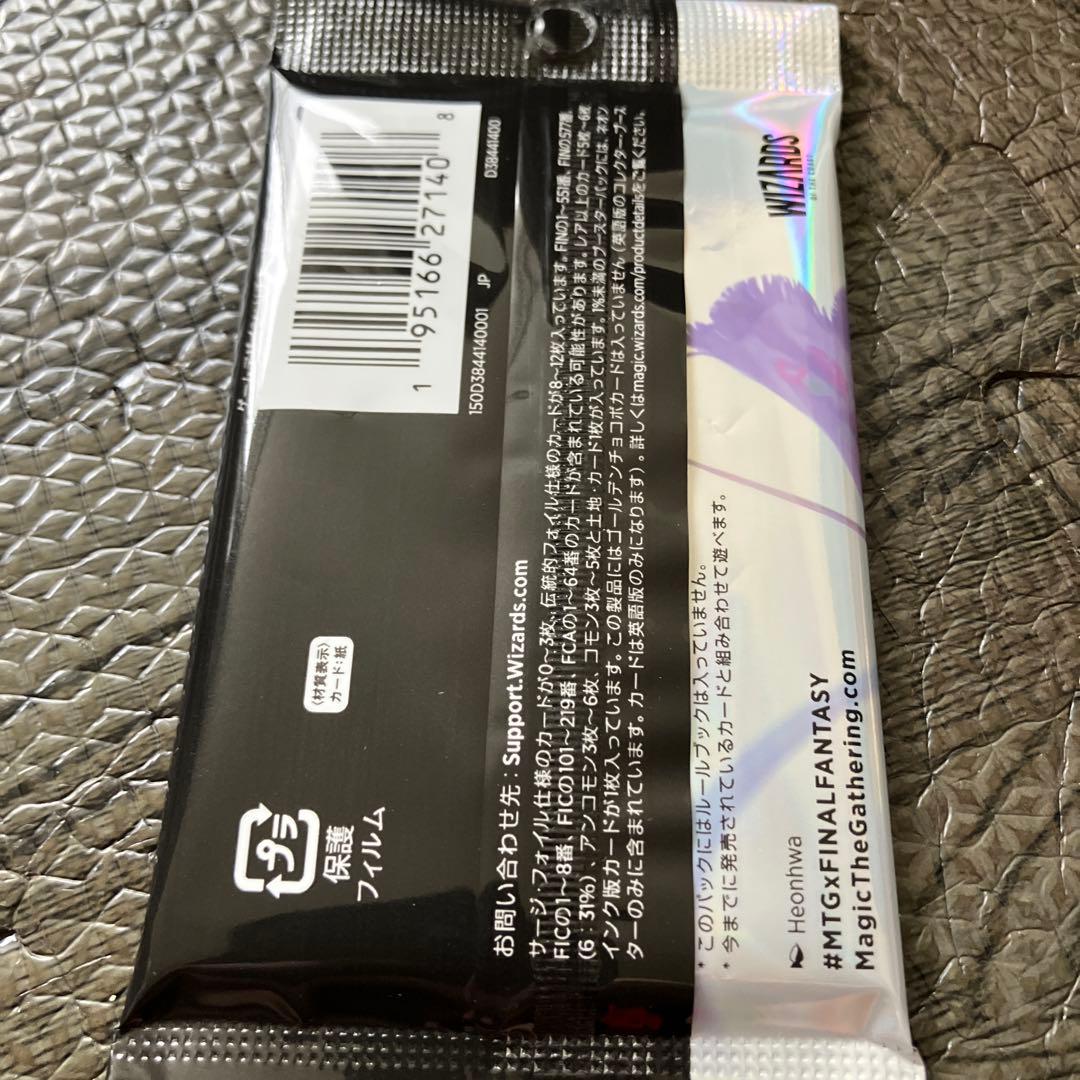 1 95166 27140 8
150D3844140001 JP
D38441400
〈材質表示〉
カード:紙
プラ
保護
フィルム
お問い合わせ先:Support.Wizards.com
サージ・フォイル仕様のカードが0~3枚、伝統的フォイル仕様のカードが8~12枚入っています。FINの1~551番、FINの577番、
FICの1~8番、FICの101~219番、FCAの1~64番のカードが含まれている可能性があります。レア以上のカード5枚~6枚
(6:31%)、アンコモン3枚~6枚、コモン3枚~5枚と土地・カード1枚が入っています。1%未満のブースターパックには、ネオン
インク版カードが1枚入っています。この製品にはゴールデンチョコボカードは入っていません(英語版のコレクターブース
ターのみに含まれています。カードは英語版のみになります)。詳しくはmagic.wizards.com/productdetailsをご覧ください。
* このパックにはルールブックは入っていません。
* 今までに発売されているカードと組み合わせて遊べます。
Heonhwa
#MTGxFINALFANTASY
MagicTheGathering.com
WIZARDS
OF THE COAST